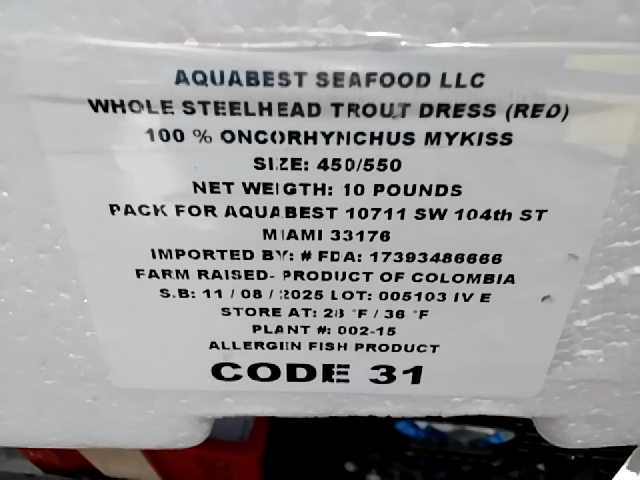 AQUABEST SEAFOOD LLC
WHOLE STEELHEAD TROUT DRESS (RED)
100 % ONCORHYNCHUS MYKISS
SIZE: 450/550
NET WEIGTH: 10 POUNDS
PACK FOR AQUABEST 10711 SW 104th ST
MIAMI 33176
IMPORTED BY: # FDA: 17393486666
FARM RAISED- PRODUCT OF COLOMBIA
S.B: 11 / 08 / 2025 LOT: 005103 IV E
STORE AT: 28 °F / 36 °F
PLANT #: 002-15
ALLERGEN FISH PRODUCT
CODE 31